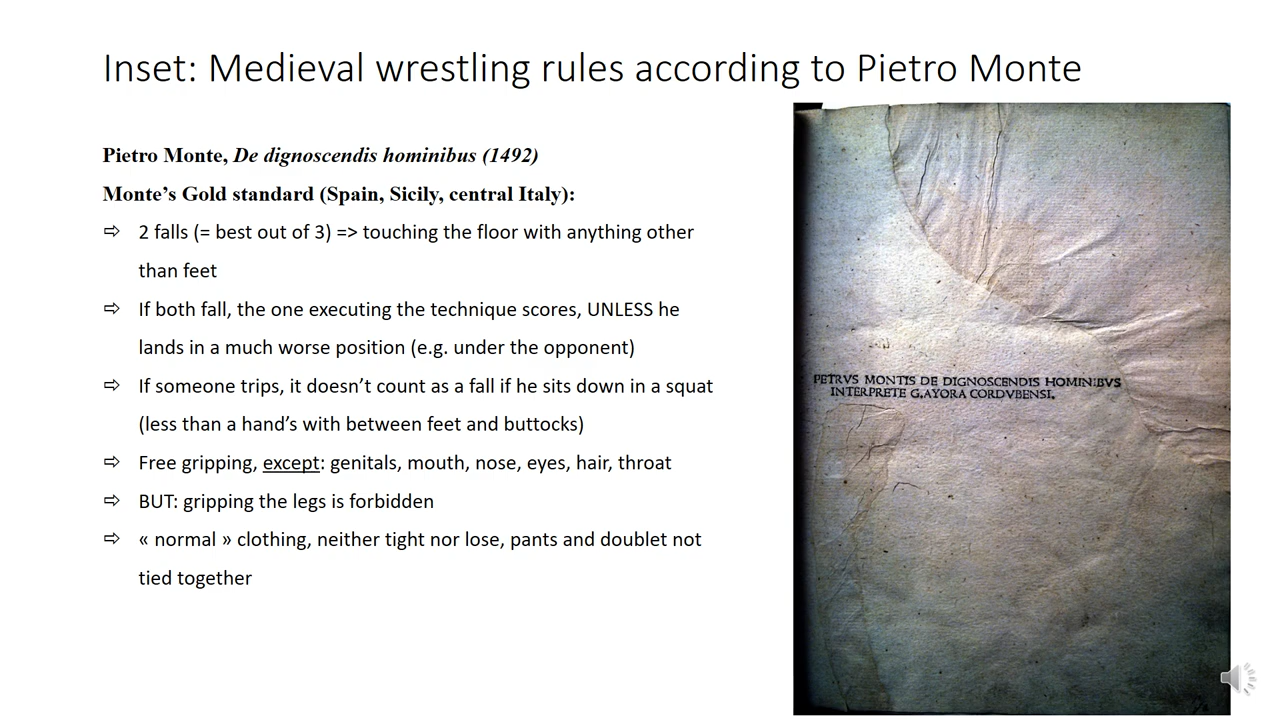 Inset: Medieval wrestling rules according to Pietro Monte
Pietro Monte, De dignoscendis hominibus (1492)
Monte’s Gold standard (Spain, Sicily, central Italy):
⇨ 2 falls (= best out of 3) => touching the floor with anything other
than feet
⇨ If both fall, the one executing the technique scores, UNLESS he
lands in a much worse position (e.g. under the opponent)
⇨ If someone trips, it doesn’t count as a fall if he sits down in a squat
(less than a hand’s with between feet and buttocks)
⇨ Free gripping, except: genitals, mouth, nose, eyes, hair, throat
⇨ BUT: gripping the legs is forbidden
⇨ « normal » clothing, neither tight nor lose, pants and doublet not
tied together
PETRVS MONTIS DE DIGNOSCENDIS HOMINIBVS
INTERPRETE G.AYORA CORDVBENSI.